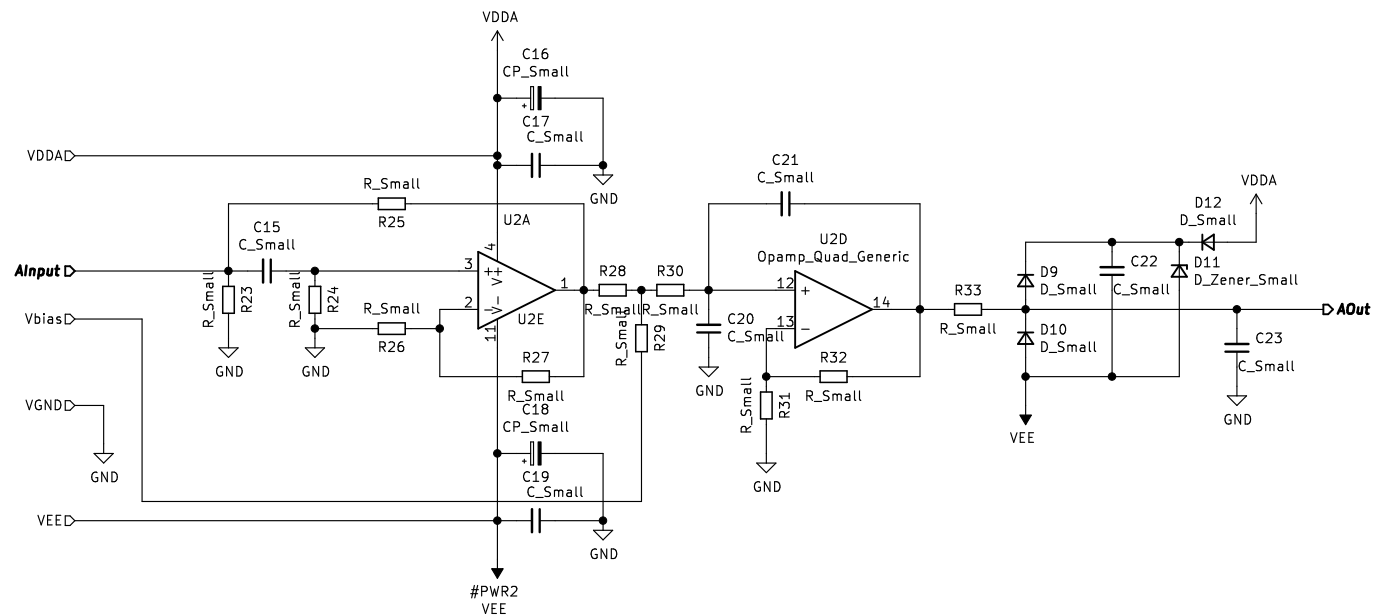 VDDA
C16
CP_Small
C17
C_Small
VDDA
GND
R_Small
R25
U2A
C15
C_Small
AInput
R_Small
R23
R_Small
R24
3
++
4
V
2
-V-
11
1
U2E
R28
R_Small
R30
R_Small
R_Small
R29
Vbias
R_Small
R26
GND
GND
R27
R_Small
C21
C_Small
U2D
Opamp_Quad_Generic
12
+
13
−
14
C20
C_Small
GND
R32
R_Small
R_Small
R31
GND
R33
R_Small
VDDA
D12
D_Small
D9
D_Small
C22
C_Small
D11
D_Zener_Small
D10
D_Small
AOut
C23
C_Small
GND
VEE
VGND
GND
C18
CP_Small
C19
C_Small
VEE
GND
#PWR2
VEE